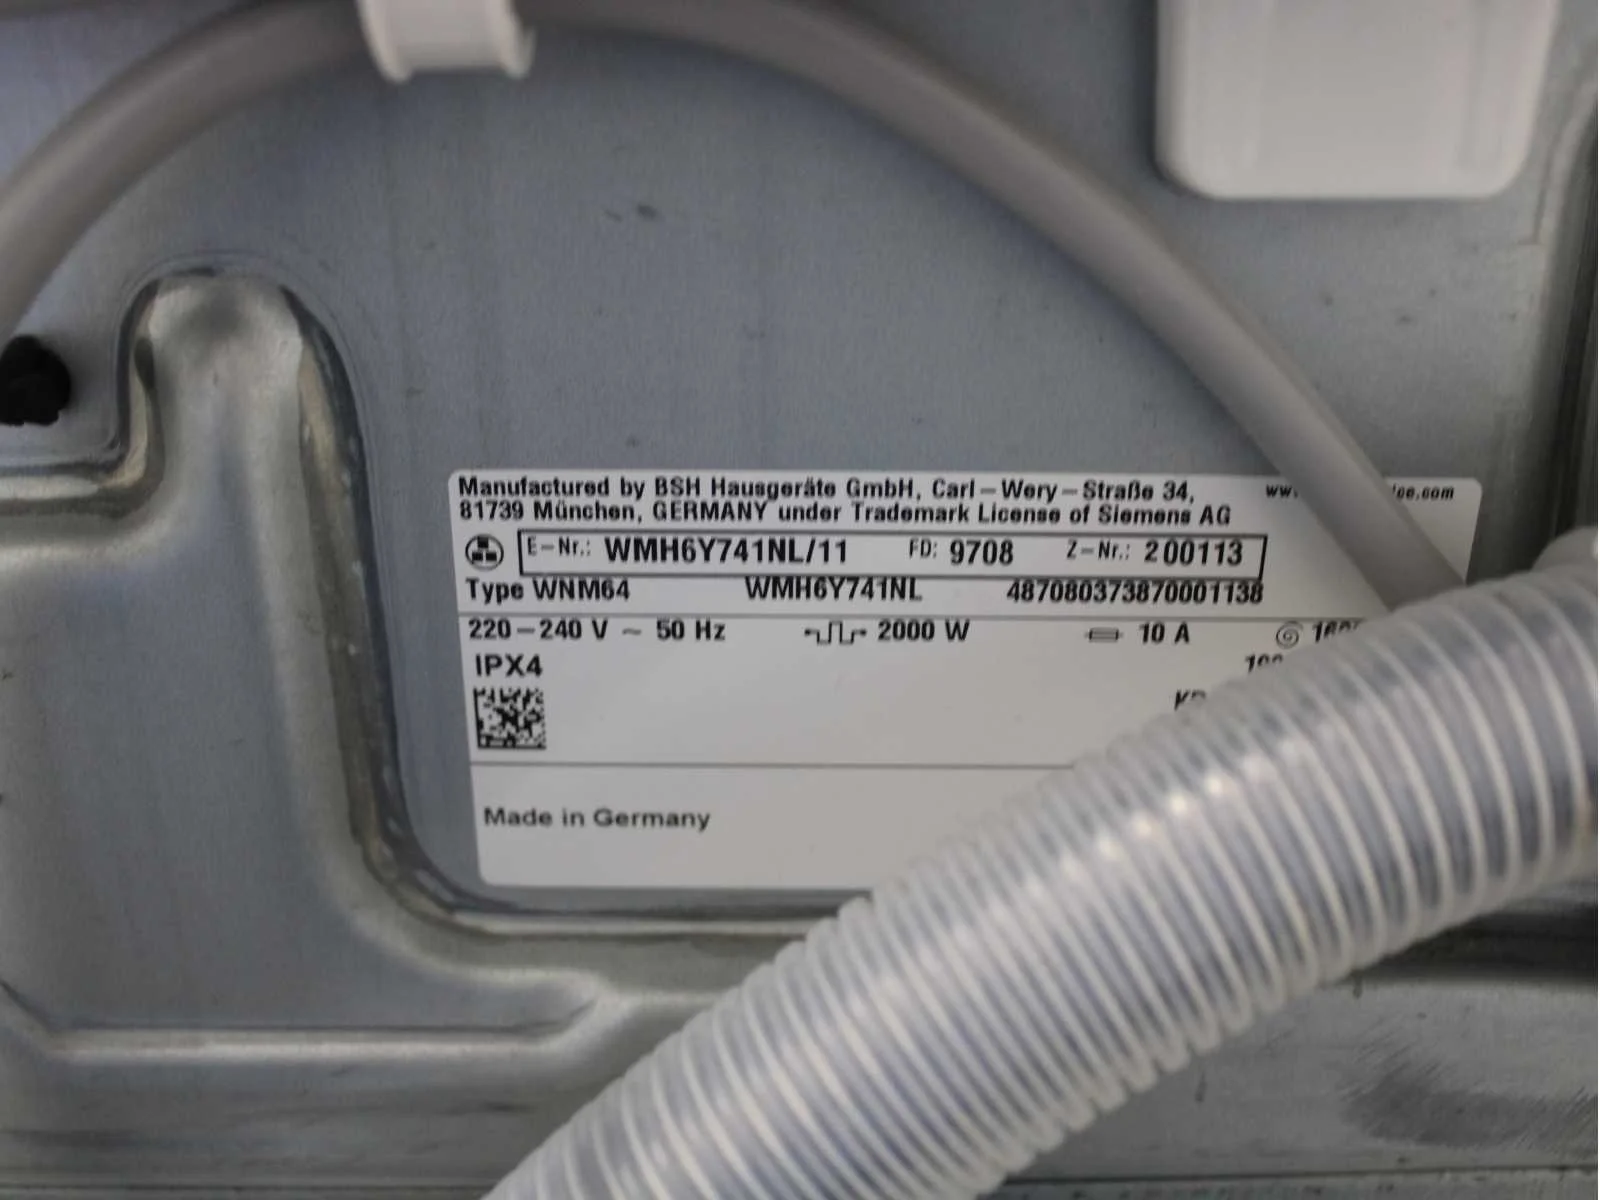 Manufactured by BSH Hausgeräte GmbH, Carl-Wery-Straße 34,
81739 München, GERMANY under Trademark License of Siemens AG
E-Nr.: WMH6Y741NL/11 FD: 9708 Z-Nr.: 200113
Type WNM64 WMH6Y741NL 487080373870001138
220-240 V ~ 50 Hz 2000 W 10 A
IPX4
Made in Germany